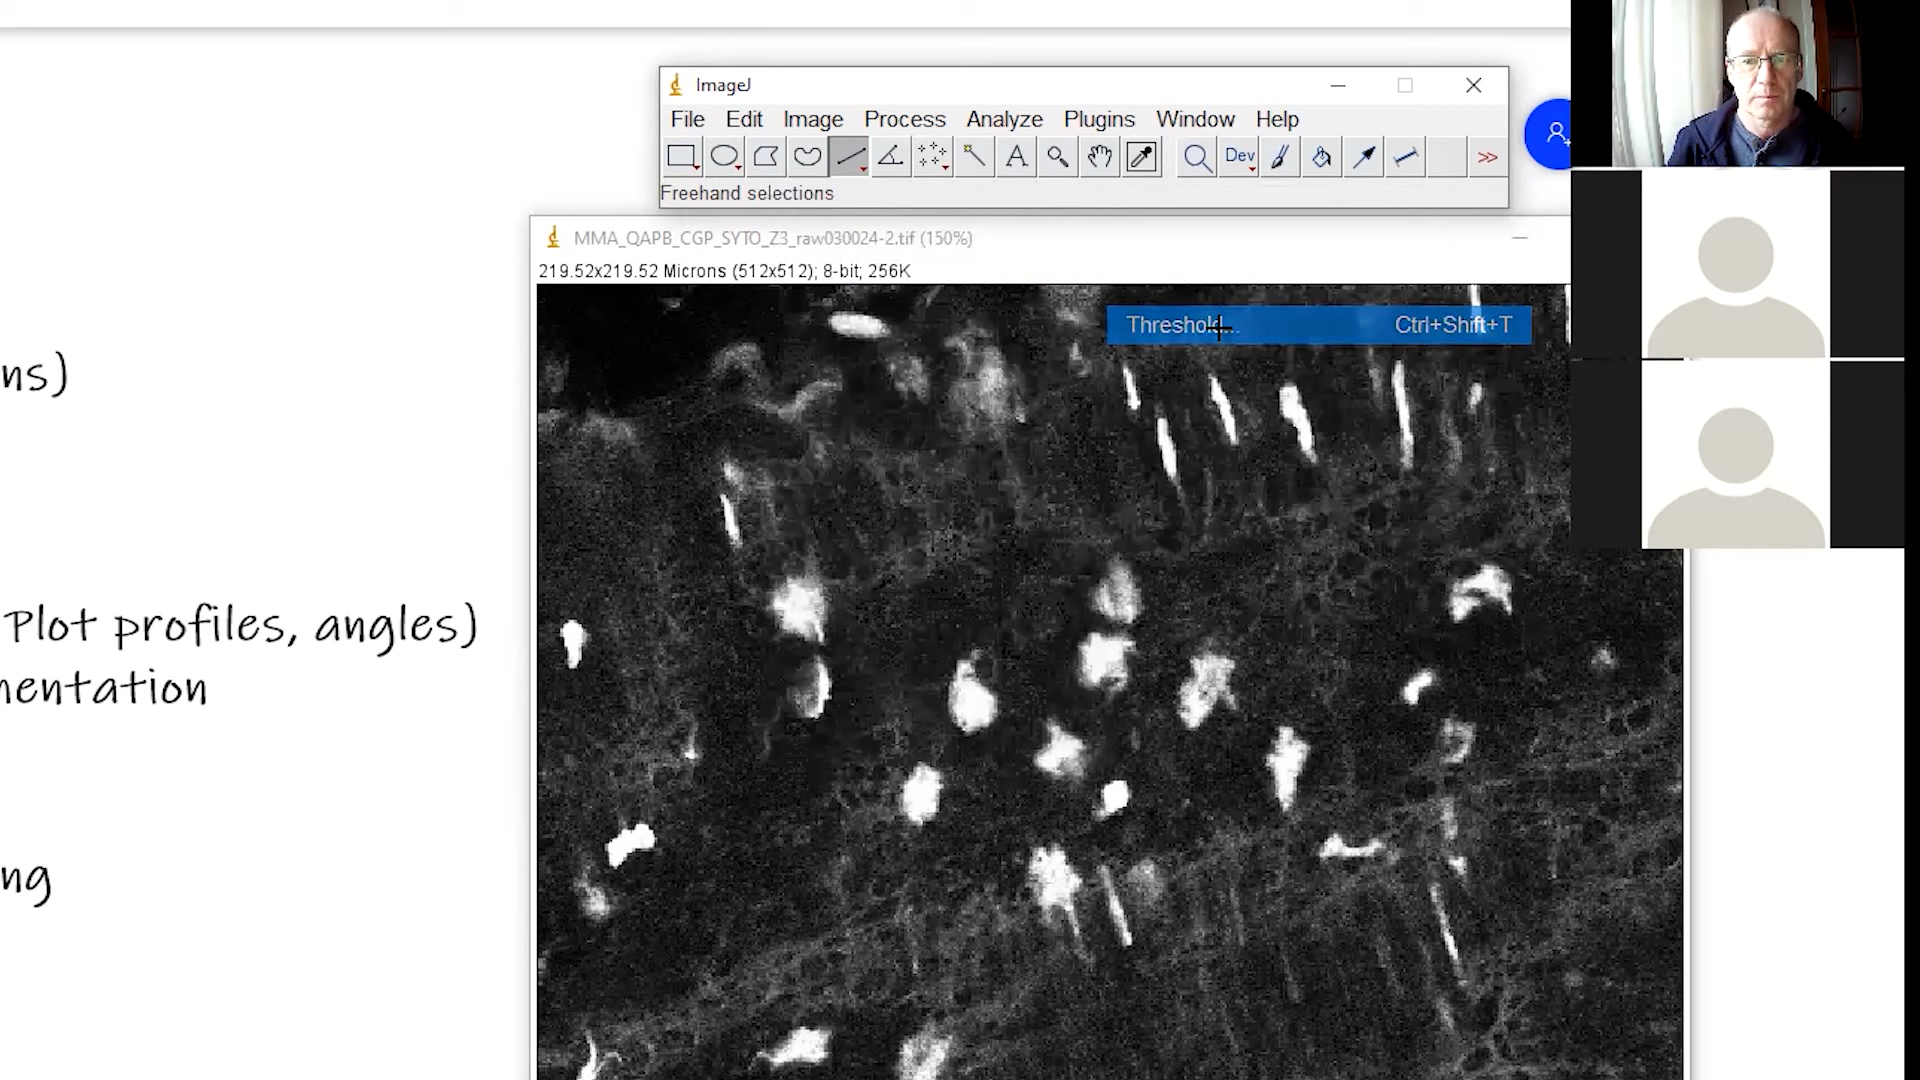 ImageJ
File Edit Image Process Analyze Plugins Window Help
A Dev >>
Freehand selections
MMA_QAPB_CGP_SYTO_Z3_raw030024-2.tif (150%)
219.52x219.52 Microns (512x512); 8-bit; 256K
Threshold... Ctrl+Shift+T
ns)
Plot profiles, angles)
mentation
ng